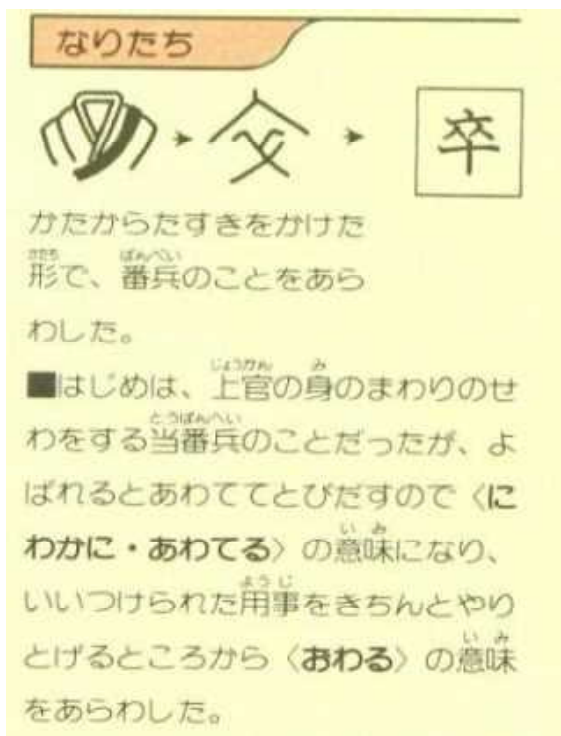 なりたち
卒
かたからたすきをかけた
形で、番兵のことをあら
わした。
■はじめは、上官の身のまわりのせ
わをする当番兵のことだったが、よ
ばれるとあわててとびだすので〈に
わかに・あわてる〉の意味になり、
いいつけられた用事をきちんとやり
とげるところから〈おわる〉の意味
をあらわした。